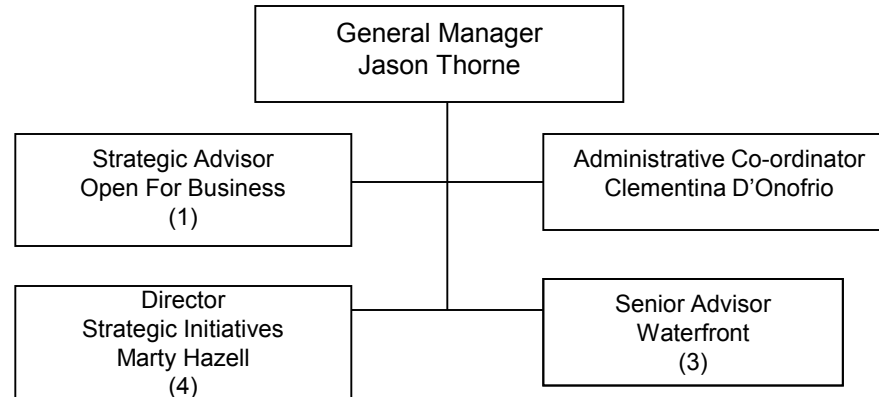 General Manager
Jason Thorne
Strategic Advisor
Open For Business
(1)
Administrative Co-ordinator
Clementina D’Onofrio
Director
Strategic Initiatives
Marty Hazell
(4)
Senior Advisor
Waterfront
(3)